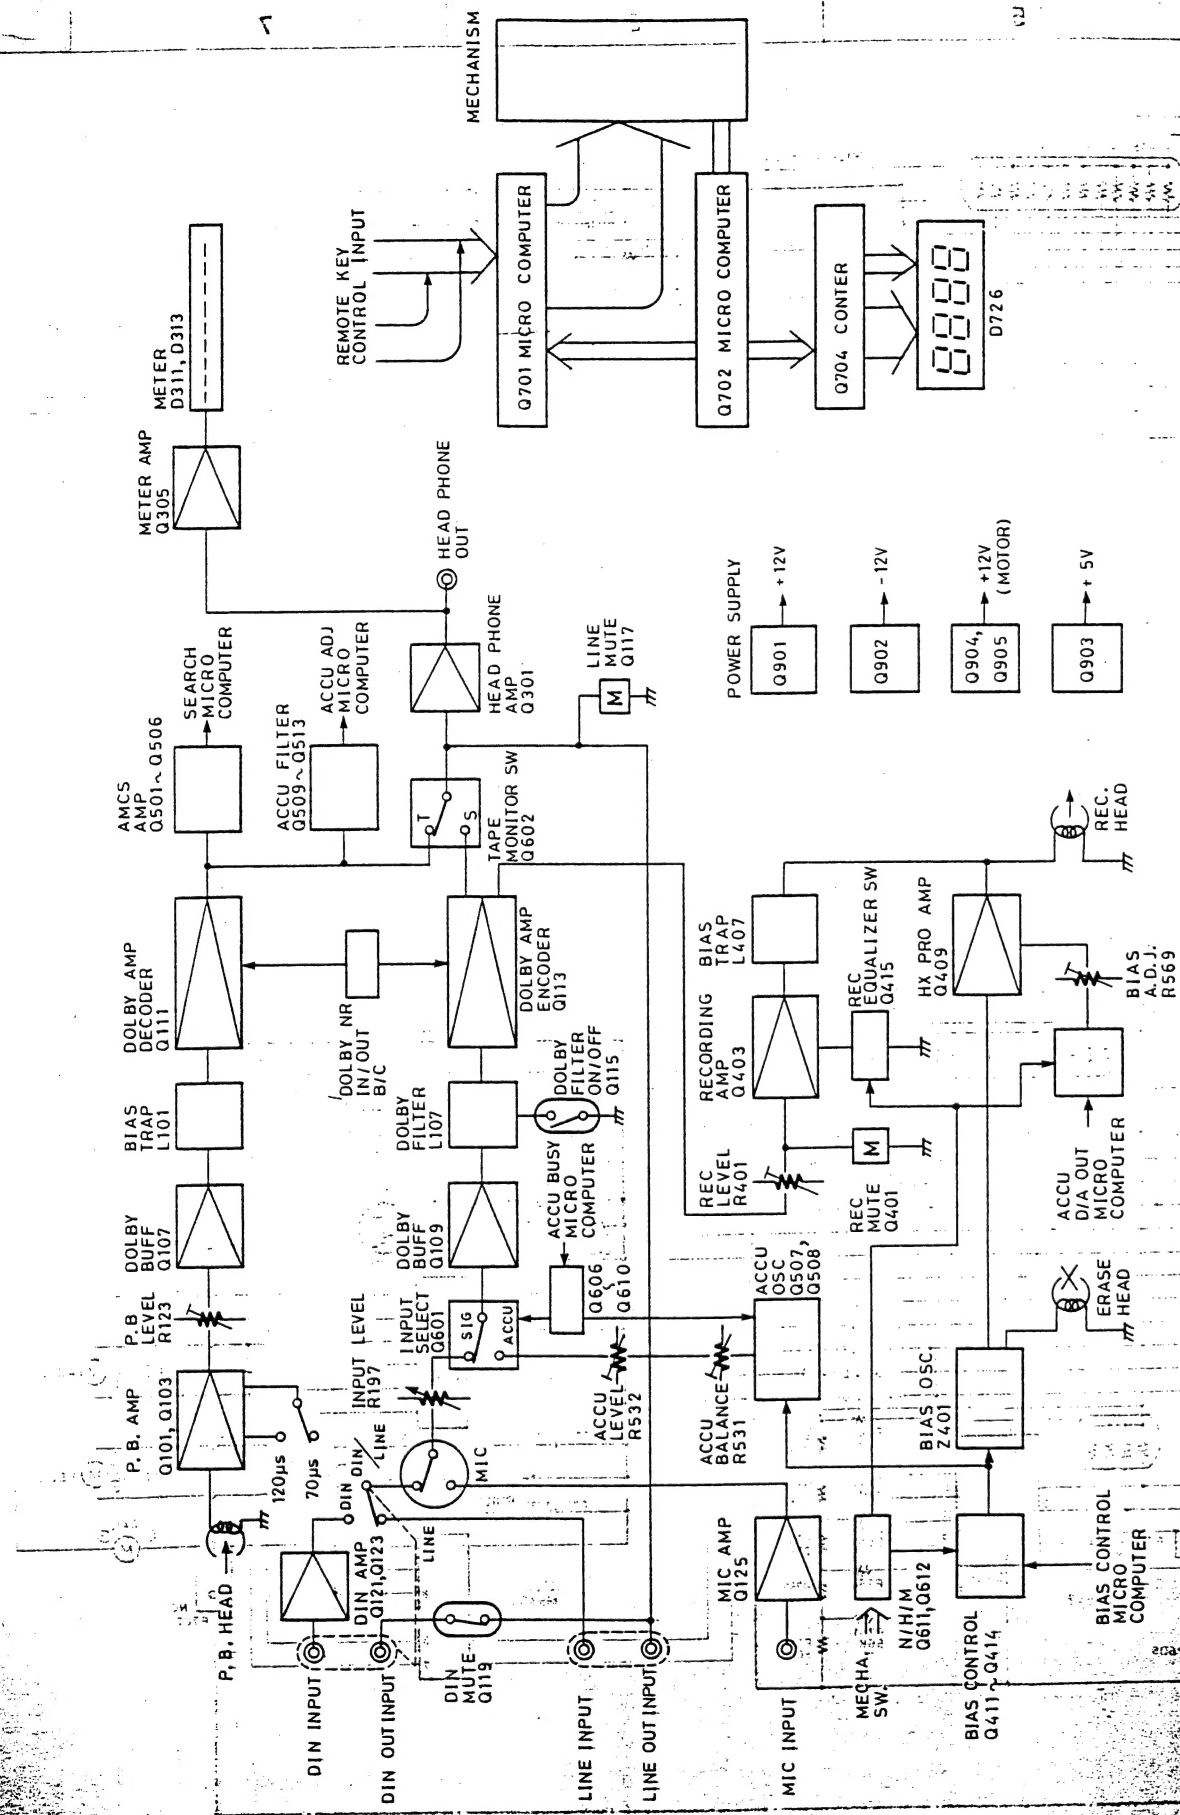 P.B. HEAD
P. B. AMP
Q101, Q103
120μs
70μs
P.B
LEVEL
R123
DOLBY
BUFF
Q107
BIAS
TRAP
L101
DOLBY AMP
DECODER
Q111
AMCS
AMP
Q501~Q506
SEARCH
MICRO
COMPUTER
ACCU FILTER
Q509~Q513
ACCU ADJ
MICRO
COMPUTER
METER AMP
Q305
METER
D311, D313
DIN INPUT
DIN OUT INPUT
DIN AMP
Q121,Q123
DIN
DIN
/LINE
LINE
DIN
MUTE
Q119
MIC
INPUT LEVEL
R197
INPUT
SELECT
Q601
SIG
ACCU
DOLBY
BUFF
Q109
DOLBY
FILTER
L107
DOLBY NR
IN/OUT
B/C
DOLBY AMP
ENCODER
Q113
DOLBY
FILTER
ON/OFF
Q115
ACCU BUSY
MICRO
COMPUTER
Q606
~
Q610
TAPE
MONITOR SW
Q602
T
S
HEAD PHONE
AMP
Q301
HEAD PHONE
OUT
LINE
MUTE
Q117
M
REMOTE KEY
CONTROL INPUT
Q701 MICRO COMPUTER
MECHANISM
Q702 MICRO COMPUTER
Q704 CONTER
8888
D726
LINE INPUT
LINE OUT INPUT
ACCU
LEVEL
R532
ACCU
BALANCE
R531
ACCU
OSC
Q507,
Q508
REC
LEVEL
R401
RECORDING
AMP
Q403
BIAS
TRAP
L407
REC
MUTE
Q401
M
REC
EQUALIZER SW
Q415
HX PRO AMP
Q409
REC.
HEAD
BIAS
A.D.J.
R569
ACCU
D/A OUT
MICRO
COMPUTER
MIC INPUT
MIC AMP
Q125
MECHA.
SW.
N/H/M
Q611,Q612
BIAS CONTROL
Q411~Q414
BIAS CONTROL
MICRO
COMPUTER
BIAS OSC.
Z401
ERASE
HEAD
POWER SUPPLY
Q901
+12V
Q902
-12V
Q904,
Q905
+12V
(MOTOR)
Q903
+ 5V